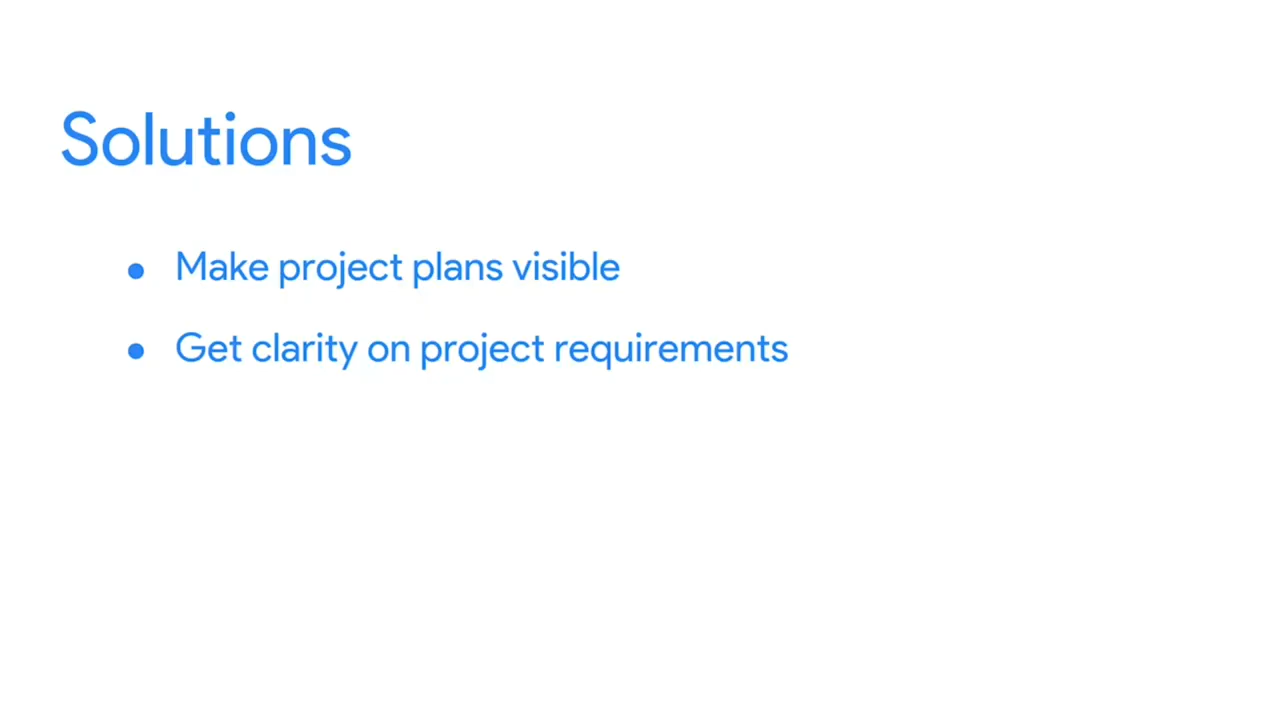 Solutions
● Make project plans visible
● Get clarity on project requirements